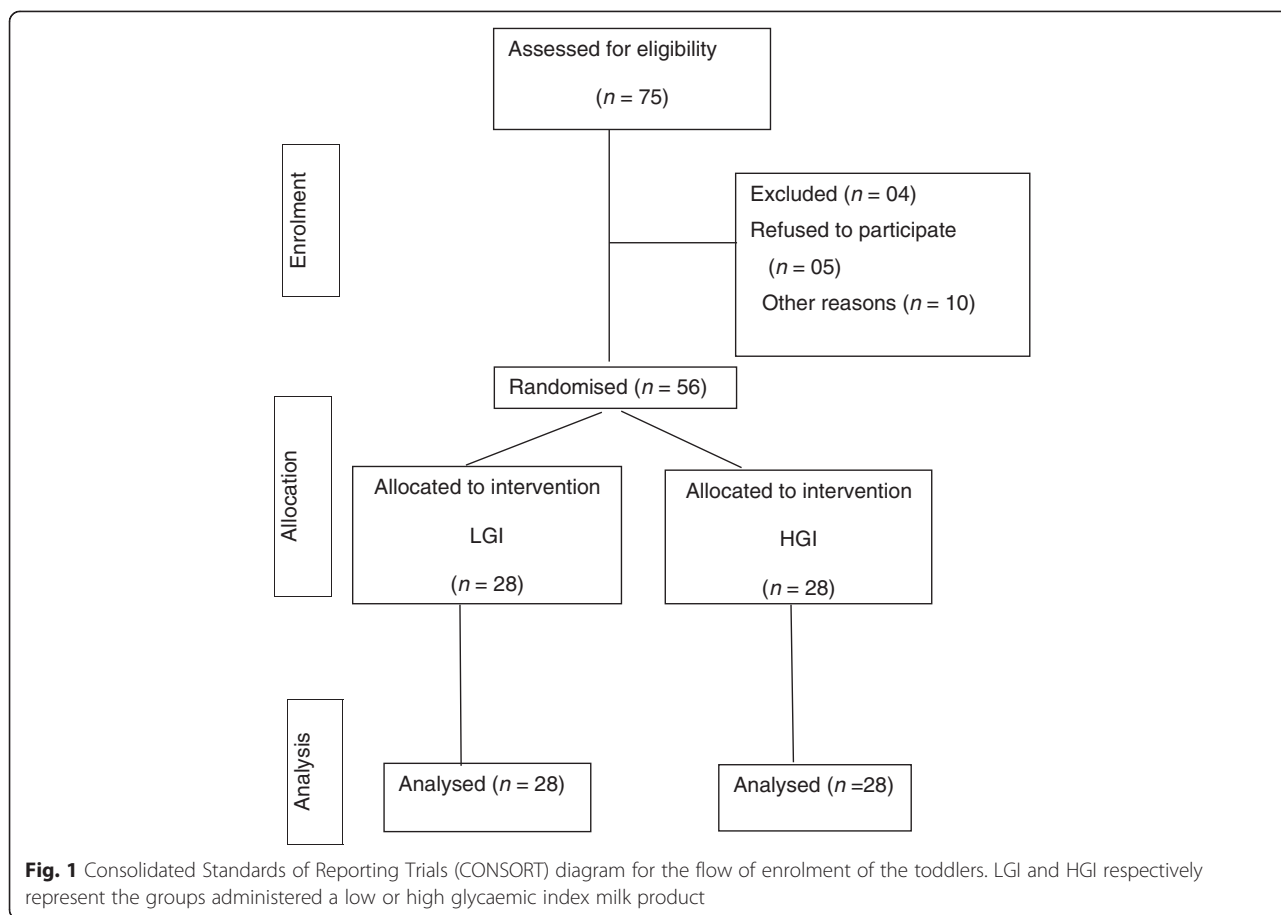 Assessed for eligibility
(n = 75)
Enrolment
Excluded (n = 04)
Refused to participate
(n = 05)
Other reasons (n = 10)
Randomised (n = 56)
Allocation
Allocated to intervention
LGI
(n = 28)
Allocated to intervention
HGI
(n = 28)
Analysis
Analysed (n = 28)
Analysed (n =28)
Fig. 1 Consolidated Standards of Reporting Trials (CONSORT) diagram for the flow of enrolment of the toddlers. LGI and HGI respectively
represent the groups administered a low or high glycaemic index milk product